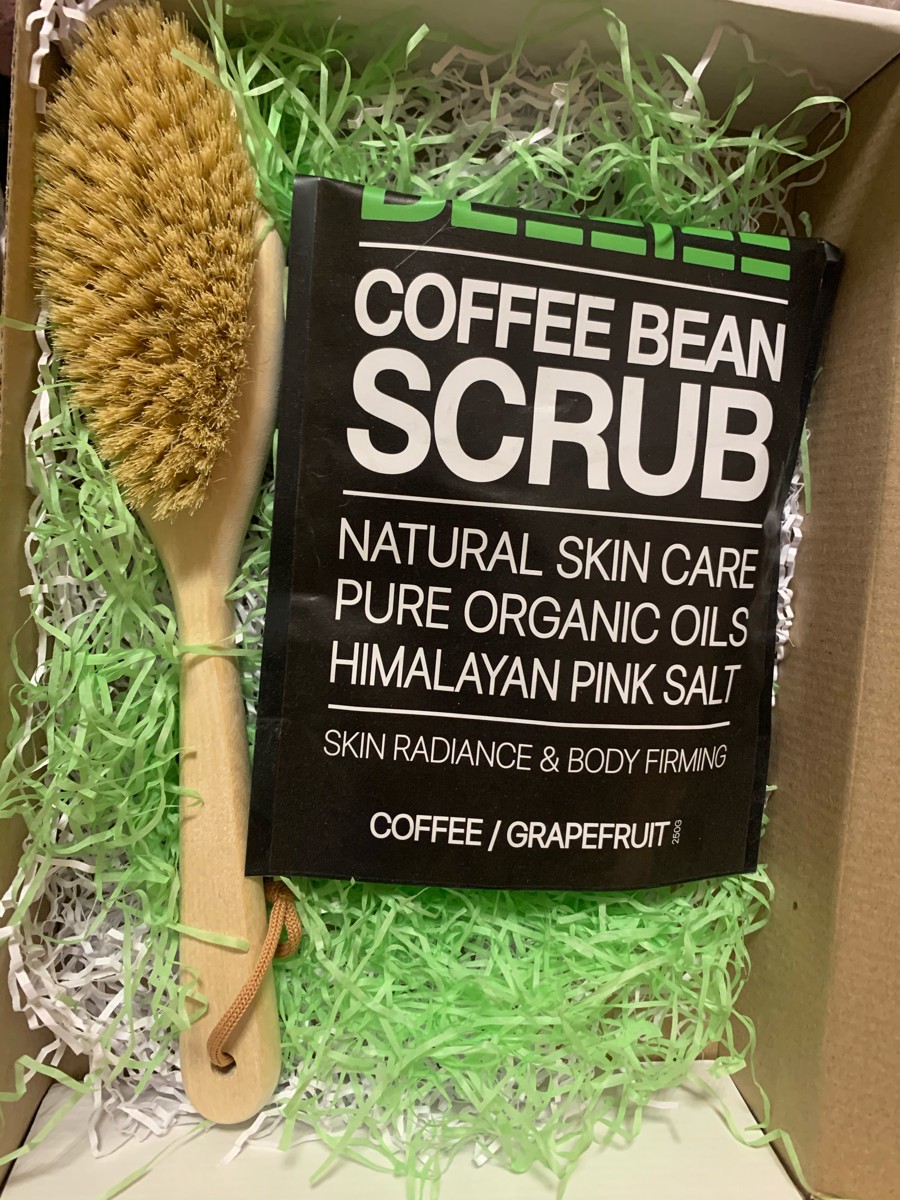 COFFEE BEAN
SCRUB
NATURAL SKIN CARE
PURE ORGANIC OILS
HIMALAYAN PINK SALT
SKIN RADIANCE & BODY FIRMING
COFFEE / GRAPEFRUIT 250G